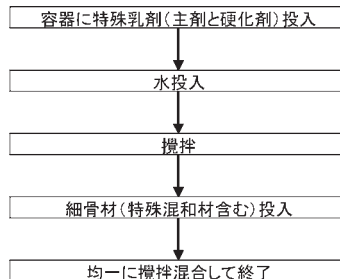 容器に特殊乳剤(主剤と硬化剤)投入
水投入
攪拌
細骨材(特殊混和材含む)投入
均一に攪拌混合して終了